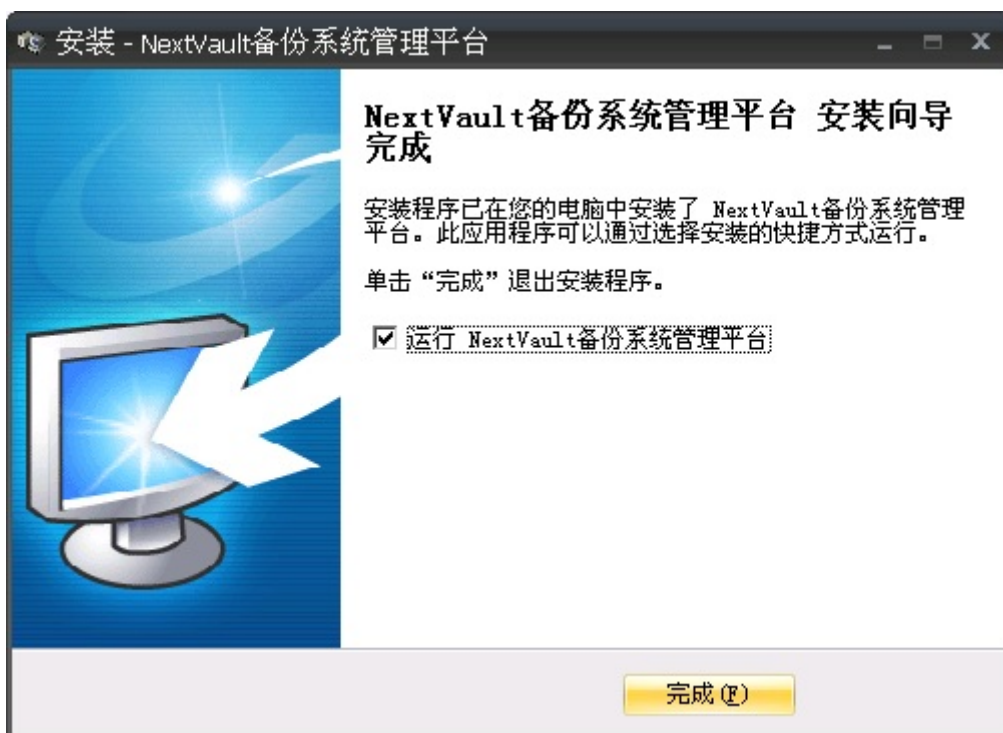 安装 - NextVault备份系统管理平台
NextVault备份系统管理平台 安装向导
完成
安装程序已在您的电脑中安装了 NextVault备份系统管理
平台。此应用程序可以通过选择安装的快捷方式运行。
单击“完成”退出安装程序。
运行 NextVault备份系统管理平台
完成(F)